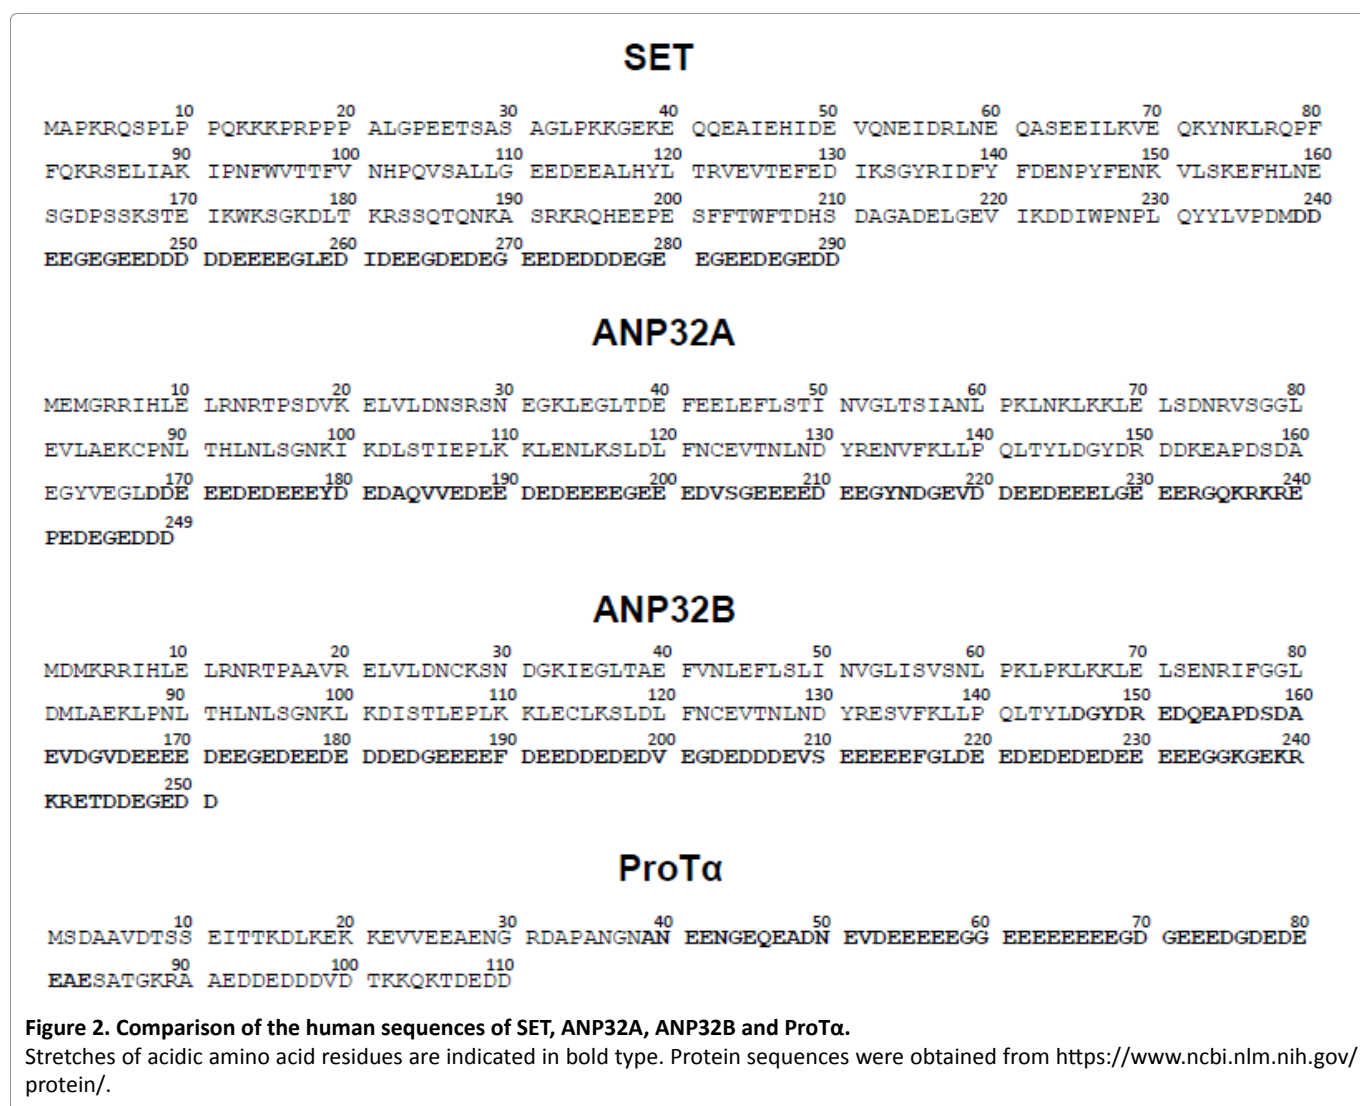 SET
10 20 30 40 50 60 70 80
MAPKRQSPLP PQKKKPRPPP ALGPEETSAS AGLPKKGEKE QQEAIEHIDE VQNEIDRLNE QASEEILKVE QKYNKLRQPF
90 100 110 120 130 140 150 160
FQKRSELIAK IPNFWVTTFV NHPQVSALLG EEDEEALHYL TRVEVTEFED IKSGYRIDFY FDENPYFENK VLSKEFHLNE
170 180 190 200 210 220 230 240
SGDPSSKSTE IKWKSGKDLT KRSSQTQNKA SRKRQHEEPE SFFTWFTDHS DAGADELGEV IKDDIWPNPL QYYLVPDMDD
250 260 270 280 290
EEGEGEEDDD DDEEEEGLED IDEEGDEDEG EEDEDDDEGE EGEEDEGEDD
ANP32A
10 20 30 40 50 60 70 80
MEMGRRIHLE LRNRTPSDVK ELVLDNSRSN EGKLEGLTDE FEELEFLSTI NVGLTSIANL PKLNKLKKLE LSDNRVSGGL
90 100 110 120 130 140 150 160
EVLAEKCPNL THLNLSGNKI KDLSTIEPLK KLENLKSLDL FNCEVTNLND YRENVFKLLP QLTYLDGYDR DDKEAPDSDA
170 180 190 200 210 220 230 240
EGYVEGLDDE EEDEDEEEYD EDAQVVEDEE DEDEEEEGEE EDVSGEEEED EEGYNDGEVD DEEDEEELGE EERGQKRKRE
249
PEDEGEDDD
ANP32B
10 20 30 40 50 60 70 80
MDMKRRIHLE LRNRTPAAVR ELVLDNCKSN DGKIEGLTAE FVNLEFLSLI NVGLISVSNL PKLPKLKKLE LSENRIFGGL
90 100 110 120 130 140 150 160
DMLAEKLPNL THLNLSGNKL KDISTLEPLK KLECLKSLDL FNCEVTNLND YRESVFKLLP QLTYLDGYDR EDQEAPDSDA
170 180 190 200 210 220 230 240
EVDGVDEEEE DEEGEDEEDE DDEDGEEEEF DEEDDEDEDV EGDEDDDEVS EEEEEFGLDE EDEDEDEDEE EEEGGKGEKR
250
KRETDDEGED D
ProTα
10 20 30 40 50 60 70 80
MSDAAVDTSS EITTKDLKEK KEVVEEAENG RDAPANGNAN EENGEQEADN EVDEEEEEGG EEEEEEEEGD GEEEDGDEDE
90 100 110
EAESATGKRA AEDDEDDDVD TKKQKTDEDD
Figure 2. Comparison of the human sequences of SET, ANP32A, ANP32B and ProTα.
Stretches of acidic amino acid residues are indicated in bold type. Protein sequences were obtained from https://www.ncbi.nlm.nih.gov/
protein/.